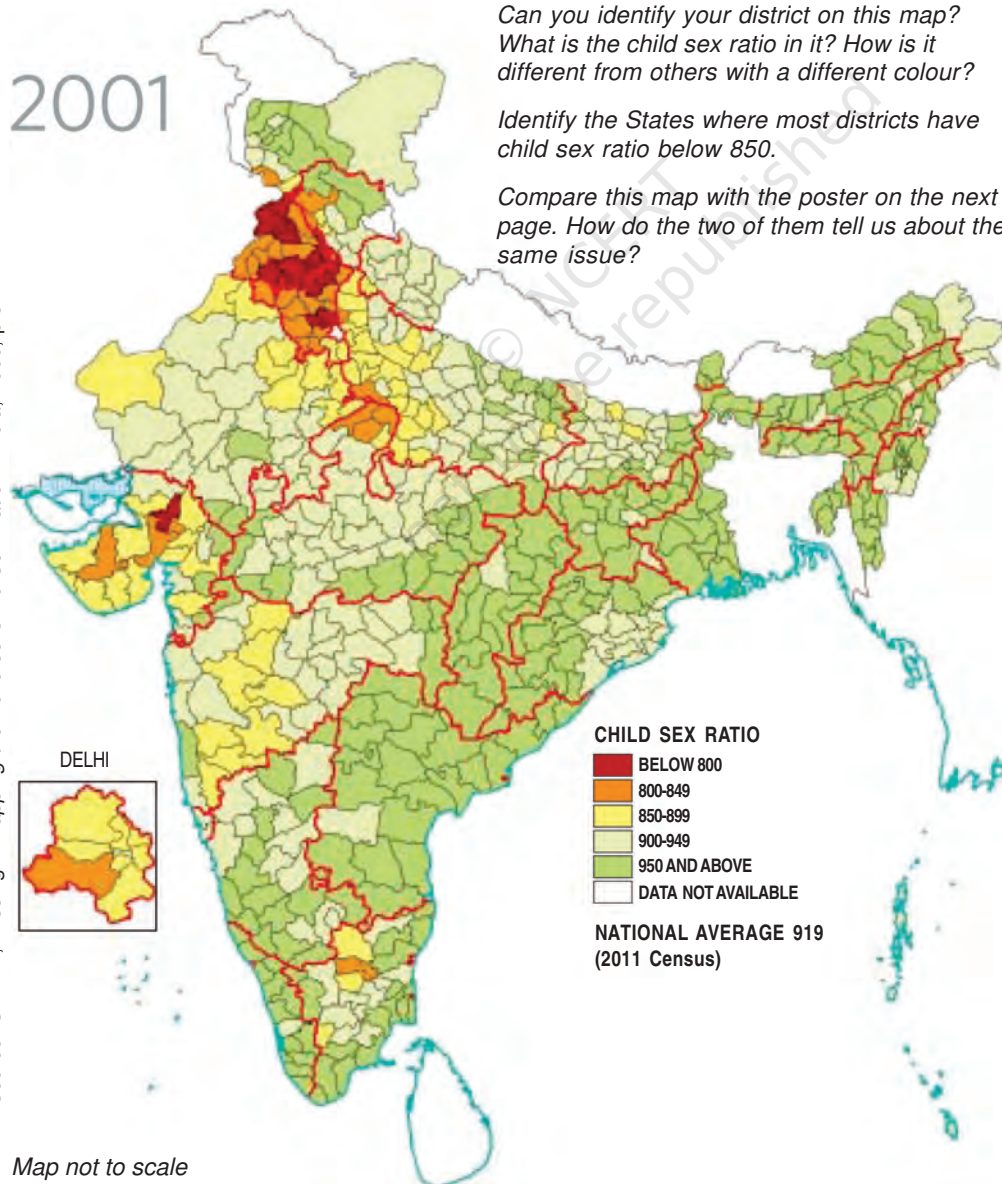 2001
Can you identify your district on this map?
What is the child sex ratio in it? How is it
different from others with a different colour?
Identify the States where most districts have
child sex ratio below 850.
Compare this map with the poster on the next
page. How do the two of them tell us about the
same issue?
© NCERT
be republished
DELHI
CHILD SEX RATIO
BELOW 800
800-849
850-899
900-949
950 AND ABOVE
DATA NOT AVAILABLE
NATIONAL AVERAGE 919
(2011 Census)
Map not to scale